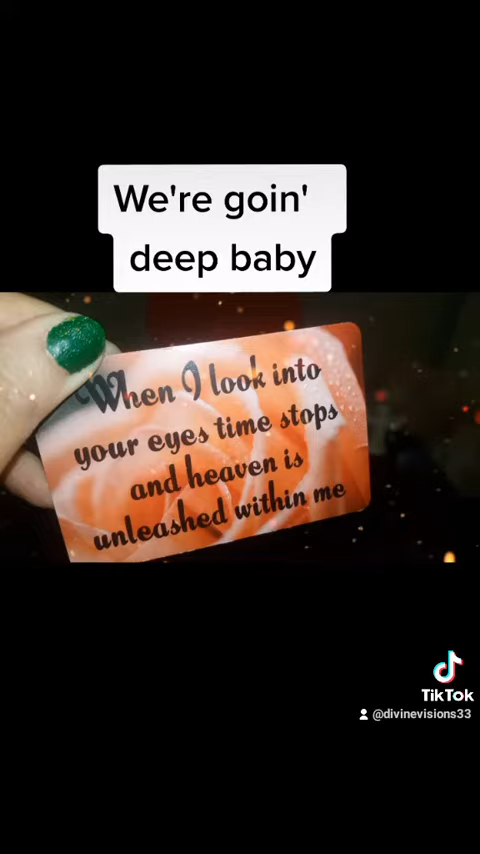 We're goin'
deep baby
When I look into
your eyes time stops
and heaven is
unleashed within me
TikTok
@divinevisions33